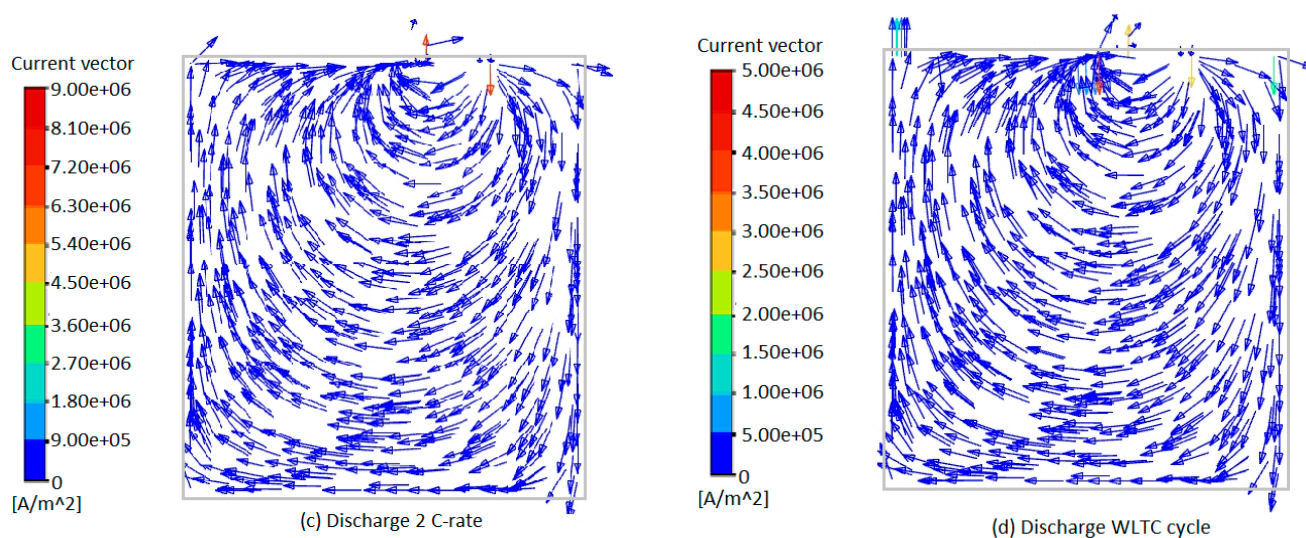 Current vector
9.00e+06
8.10e+06
7.20e+06
6.30e+06
5.40e+06
4.50e+06
3.60e+06
2.70e+06
1.80e+06
9.00e+05
0
[A/m^2]
(c) Discharge 2 C-rate
Current vector
5.00e+06
4.50e+06
4.00e+06
3.50e+06
3.00e+06
2.50e+06
2.00e+06
1.50e+06
1.00e+06
5.00e+05
0
[A/m^2]
(d) Discharge WLTC cycle